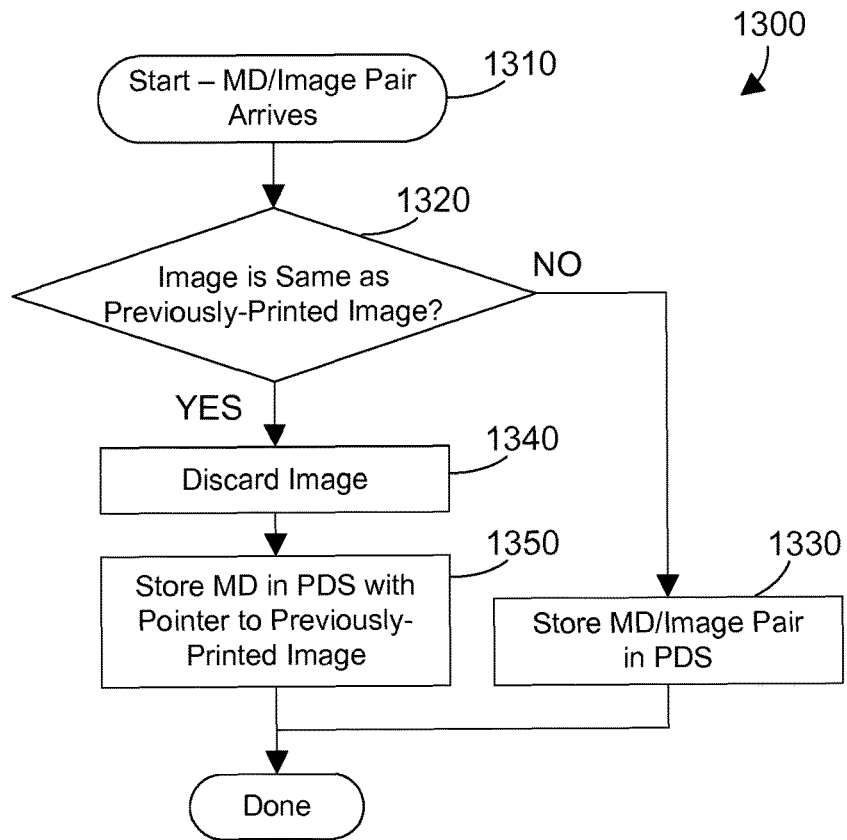 1300
Start – MD/Image Pair
Arrives
1310
1320
Image is Same as
Previously-Printed Image?
NO
YES
1340
Discard Image
1350
Store MD in PDS with
Pointer to Previously-
Printed Image
1330
Store MD/Image Pair
in PDS
Done